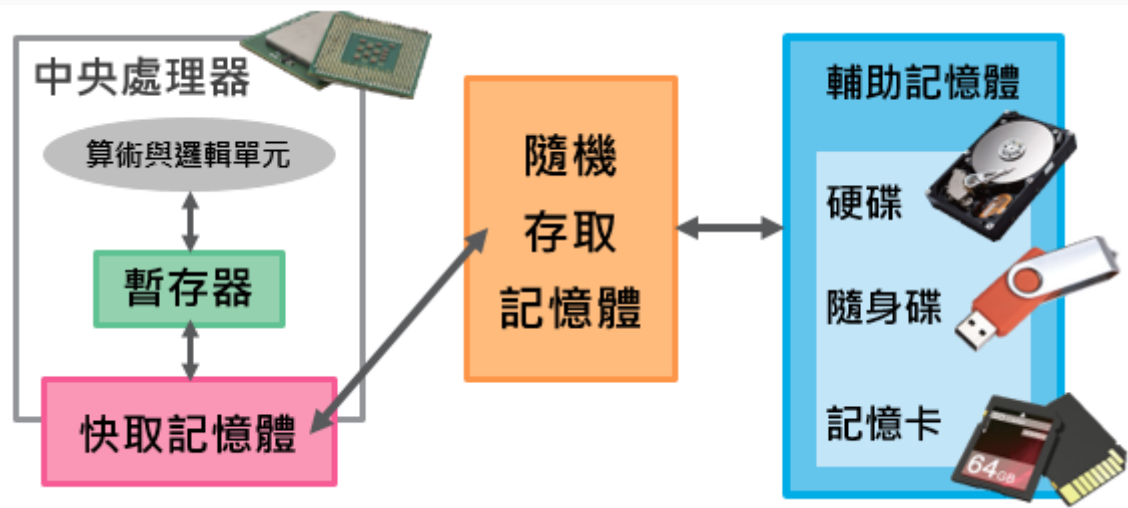 中央處理器
算術與邏輯單元
暫存器
快取記憶體
隨機
存取
記憶體
輔助記憶體
硬碟
隨身碟
記憶卡
64GB